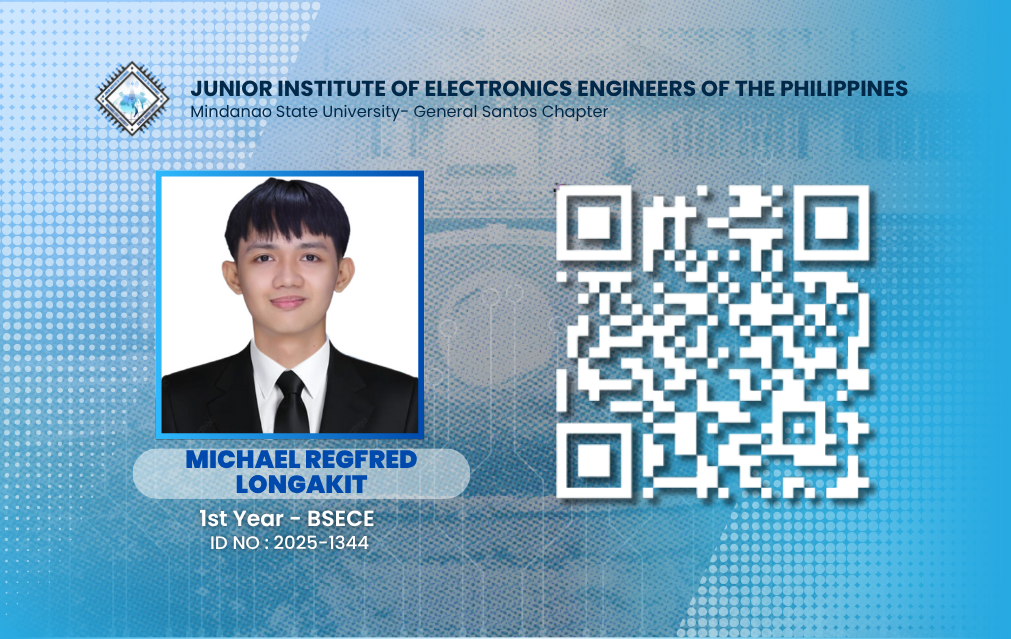 JUNIOR INSTITUTE OF ELECTRONICS ENGINEERS OF THE PHILIPPINES
Mindanao State University- General Santos Chapter
MICHAEL REGFRED
LONGAKIT
1st Year - BSECE
ID NO : 2025-1344